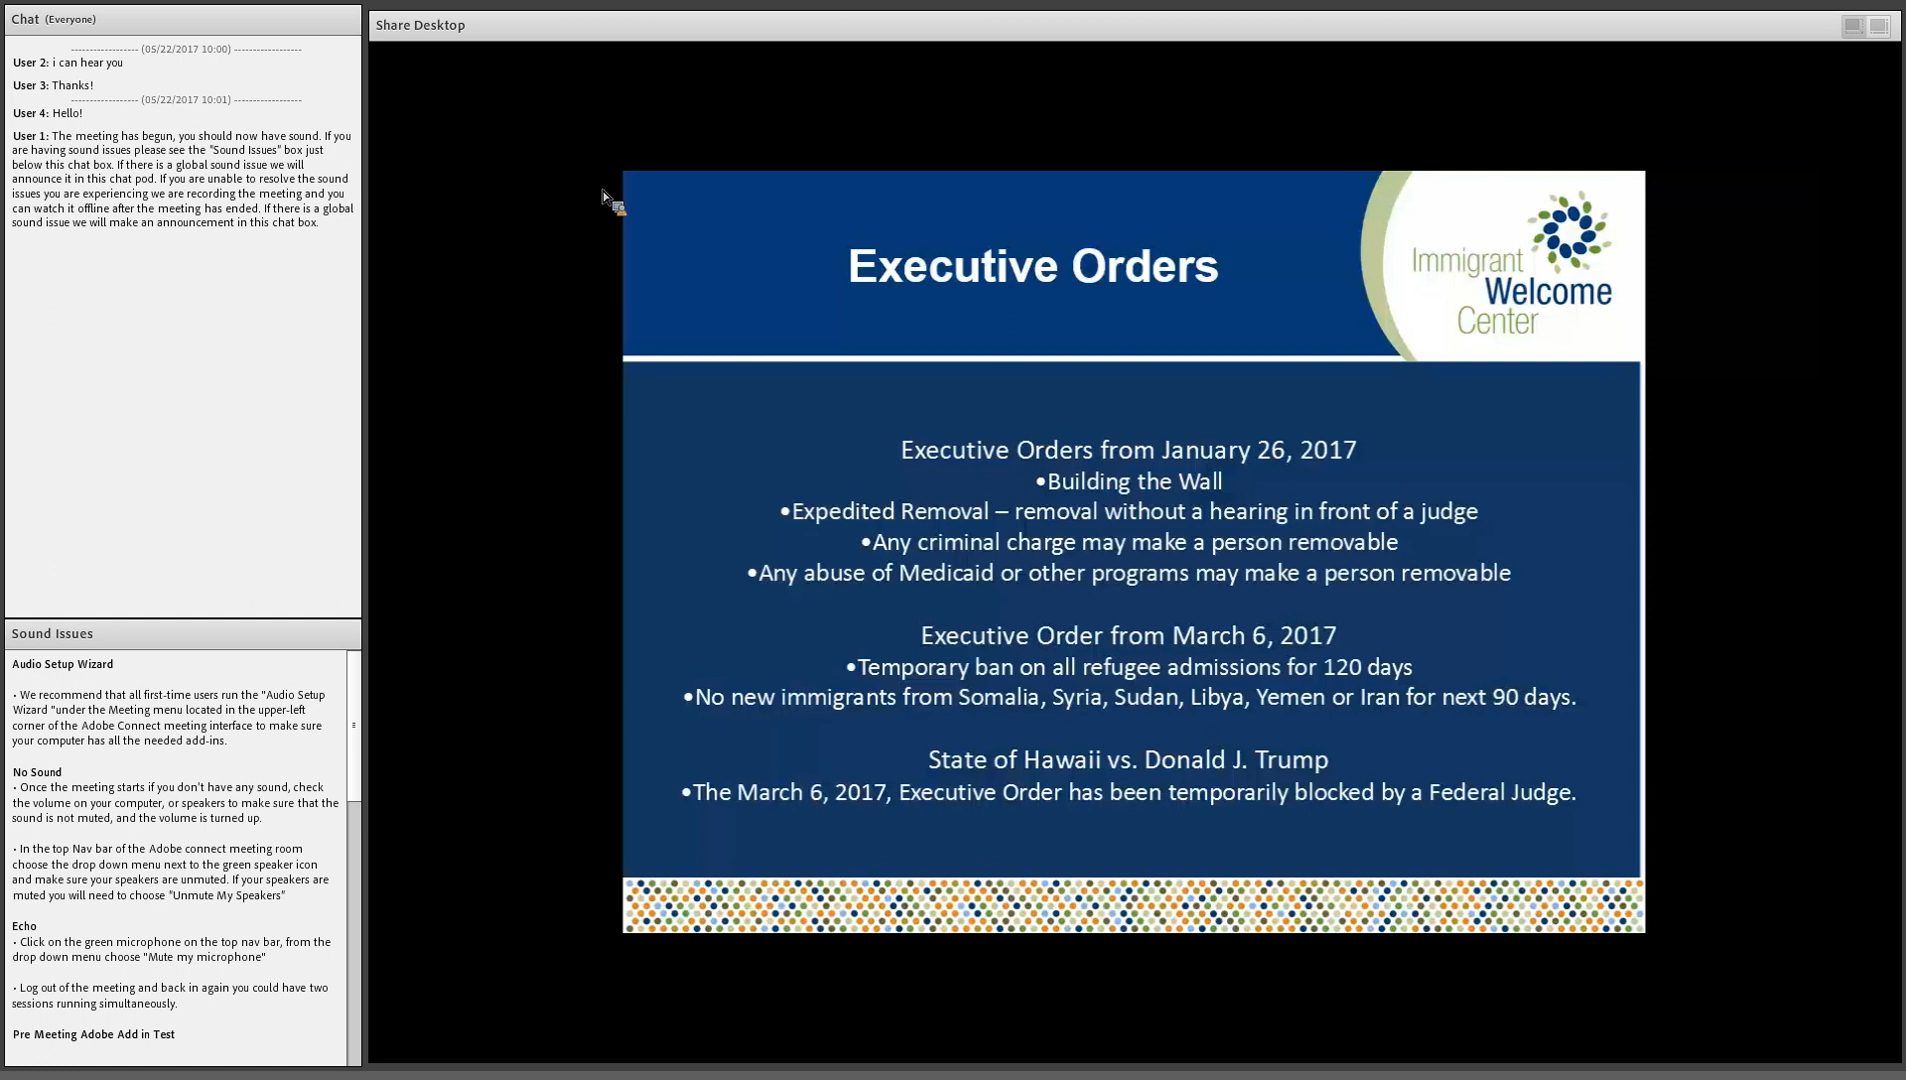 Chat (Everyone)
------------------ (05/22/2017 10:00) ------------------
User 2: i can hear you
User 3: Thanks!
------------------ (05/22/2017 10:01) ------------------
User 4: Hello!
User 1: The meeting has begun, you should now have sound. If you
are having sound issues please see the "Sound Issues" box just
below this chat box. If there is a global sound issue we will
announce it in this chat pod. If you are unable to resolve the sound
issues you are experiencing we are recording the meeting and you
can watch it offline after the meeting has ended. If there is a global
sound issue we will make an announcement in this chat box.
Sound Issues
Audio Setup Wizard
• We recommend that all first-time users run the "Audio Setup
Wizard "under the Meeting menu located in the upper-left
corner of the Adobe Connect meeting interface to make sure
your computer has all the needed add-ins.
No Sound
• Once the meeting starts if you don't have any sound, check
the volume on your computer, or speakers to make sure that the
sound is not muted, and the volume is turned up.
• In the top Nav bar of the Adobe connect meeting room
choose the drop down menu next to the green speaker icon
and make sure your speakers are unmuted. If your speakers are
muted you will need to choose "Unmute My Speakers"
Echo
• Click on the green microphone on the top nav bar, from the
drop down menu choose "Mute my microphone"
• Log out of the meeting and back in again you could have two
sessions running simultaneously.
Pre Meeting Adobe Add in Test
Share Desktop
Executive Orders
Immigrant
Welcome
Center
Executive Orders from January 26, 2017
•Building the Wall
•Expedited Removal – removal without a hearing in front of a judge
•Any criminal charge may make a person removable
•Any abuse of Medicaid or other programs may make a person removable
Executive Order from March 6, 2017
•Temporary ban on all refugee admissions for 120 days
•No new immigrants from Somalia, Syria, Sudan, Libya, Yemen or Iran for next 90 days.
State of Hawaii vs. Donald J. Trump
•The March 6, 2017, Executive Order has been temporarily blocked by a Federal Judge.